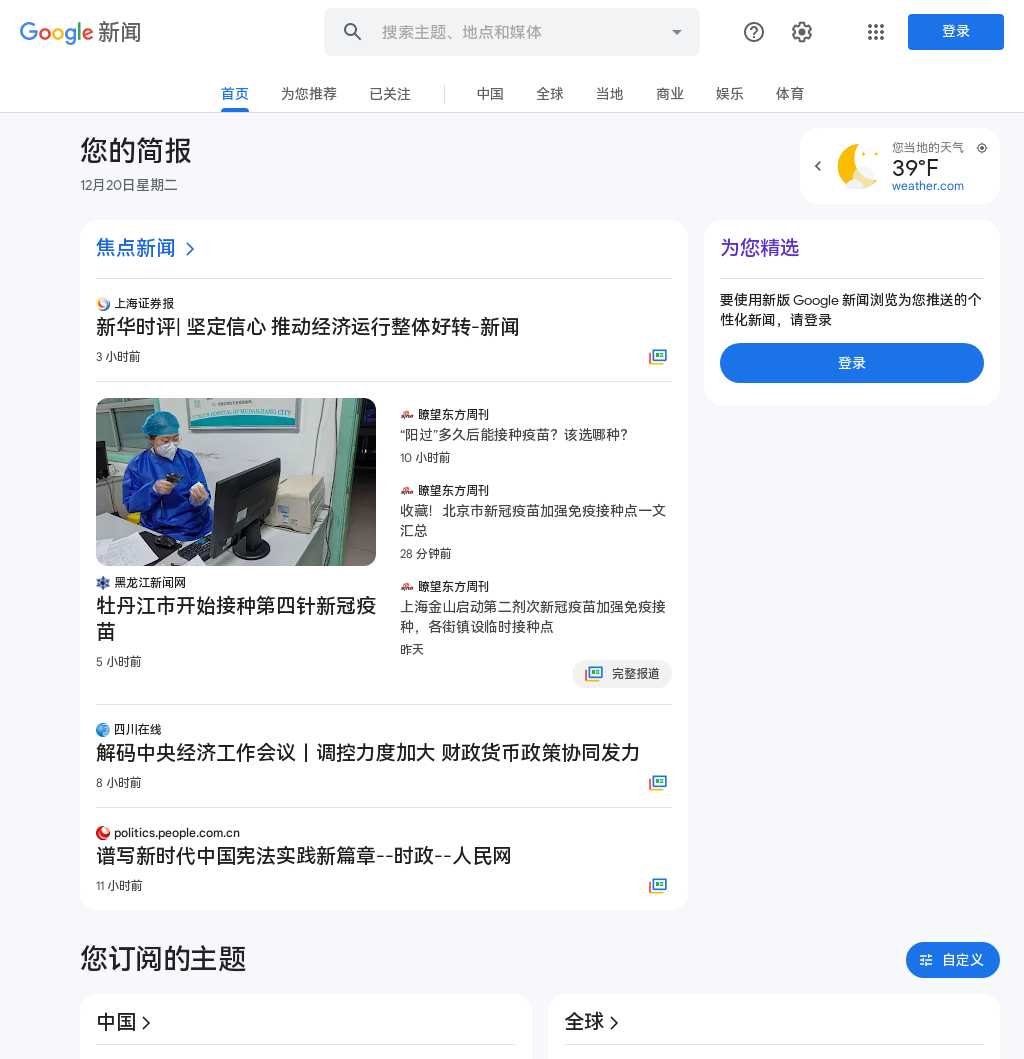 Google 新闻
搜索主题、地点和媒体
登录
首页
为您推荐
已关注
中国
全球
当地
商业
娱乐
体育
您的简报
12月20日星期二
您当地的天气
39°F
weather.com
焦点新闻
上海证券报
新华时评| 坚定信心 推动经济运行整体好转-新闻
3 小时前
黑龙江新闻网
牡丹江市开始接种第四针新冠疫
苗
5 小时前
瞭望东方周刊
“阳过”多久后能接种疫苗？该选哪种？
10 小时前
瞭望东方周刊
收藏！北京市新冠疫苗加强免疫接种点一文
汇总
28 分钟前
瞭望东方周刊
上海金山启动第二剂次新冠疫苗加强免疫接
种，各街镇设临时接种点
昨天
完整报道
四川在线
解码中央经济工作会议丨调控力度加大 财政货币政策协同发力
8 小时前
politics.people.com.cn
谱写新时代中国宪法实践新篇章--时政--人民网
11 小时前
为您精选
要使用新版 Google 新闻浏览为您推送的个
性化新闻，请登录
登录
您订阅的主题
自定义
中国
全球